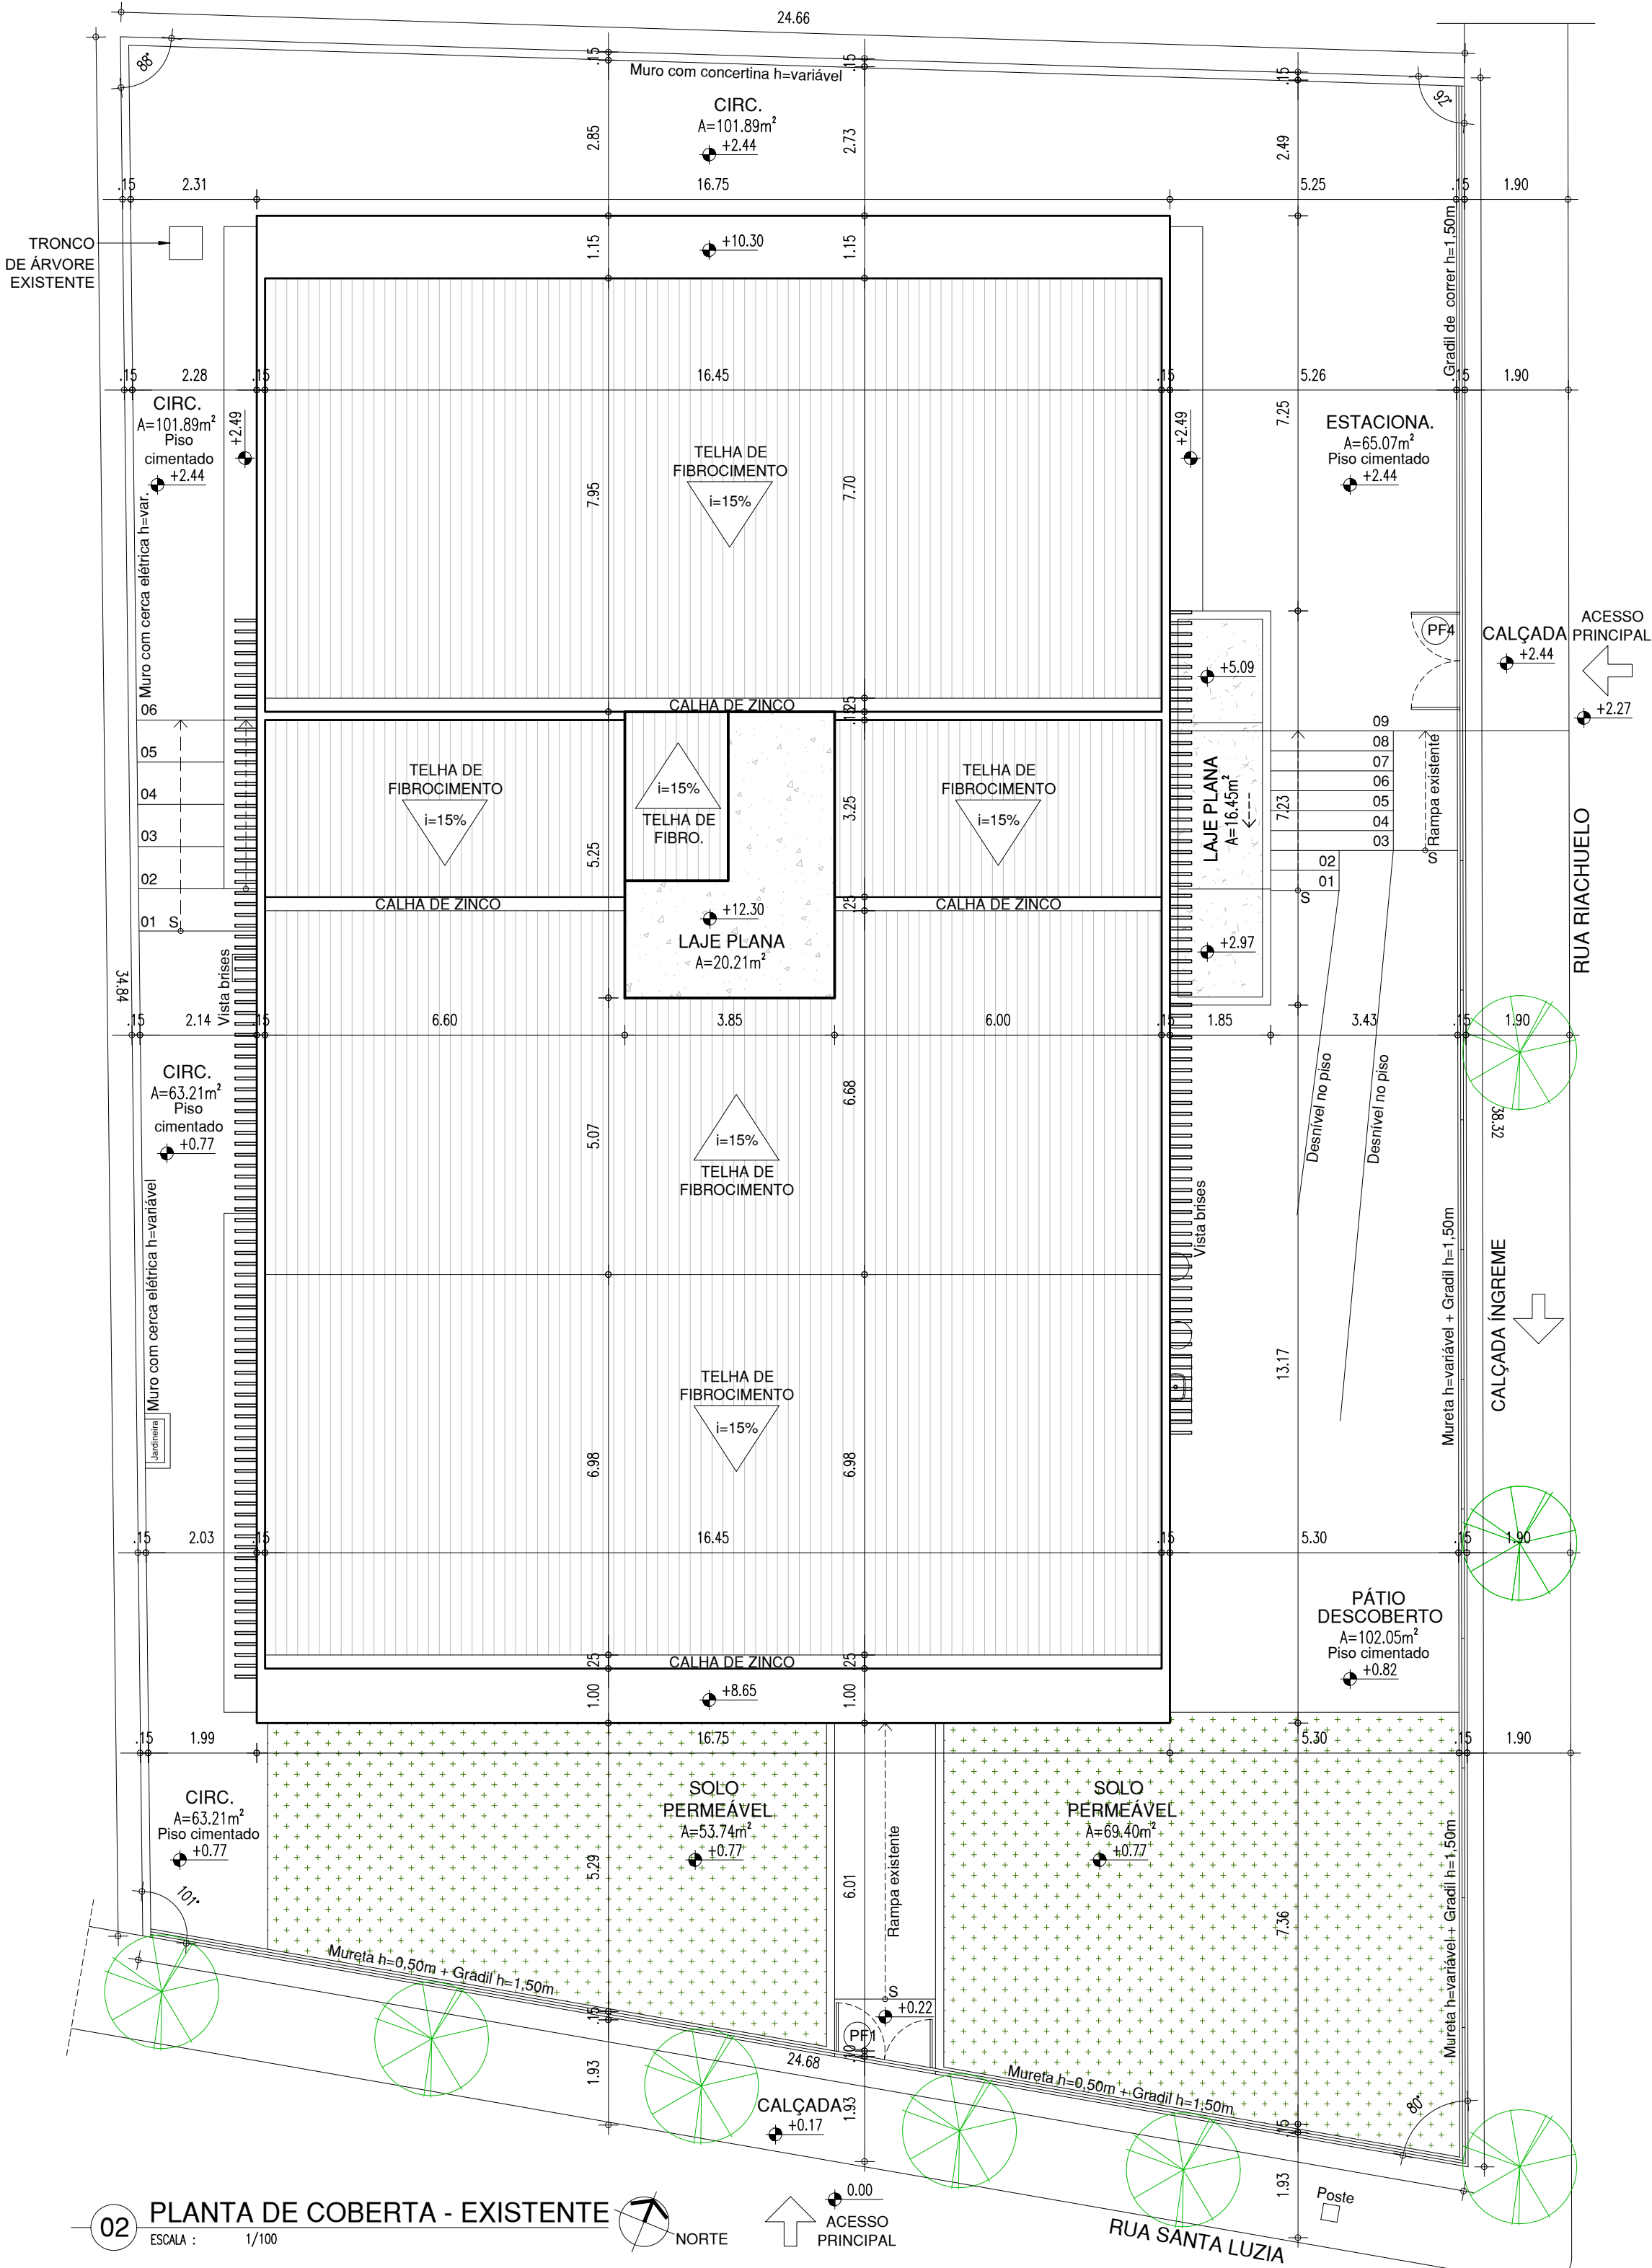 24.66
88°
.15
Muro com concertina h=variável
.15
.15
92°
CIRC.
A=101.89m²
+2.44
2.85
2.73
2.49
.15
2.31
16.75
5.25
.15
1.90
TRONCO
DE ÁRVORE
EXISTENTE
1.15
+10.30
1.15
Gradil de correr h=1,50m
.15
2.28
.15
16.45
.15
5.26
.15
1.90
CIRC.
A=101.89m²
Piso
cimentado
+2.44
+2.49
+2.49
7.25
ESTACIONA.
A=65.07m²
Piso cimentado
+2.44
TELHA DE
FIBROCIMENTO
i=15%
7.95
7.70
Muro com cerca elétrica h=var.
PF4
CALÇADA
+2.44
ACESSO
PRINCIPAL
+2.27
+5.09
CALHA DE ZINCO
.25
.15
06
05
04
03
02
01
S
09
08
07
06
05
04
03
02
01
S
Rampa existente
S
TELHA DE
FIBROCIMENTO
i=15%
i=15%
TELHA DE
FIBRO.
TELHA DE
FIBROCIMENTO
i=15%
5.25
3.25
LAJE PLANA
A=16.45m²
7.23
RUA RIACHUELO
CALHA DE ZINCO
+12.30
LAJE PLANA
A=20.21m²
.25
CALHA DE ZINCO
+2.97
34.84
Vista brises
.15
2.14
.15
6.60
3.85
6.00
.15
1.85
3.43
.15
1.90
CIRC.
A=63.21m²
Piso
cimentado
+0.77
5.07
6.68
i=15%
TELHA DE
FIBROCIMENTO
Desnível no piso
Desnível no piso
38.32
Muro com cerca elétrica h=variável
Vista brises
Mureta h=variável + Gradil h=1,50m
CALÇADA ÍNGREME
13.17
TELHA DE
FIBROCIMENTO
i=15%
Jardineira
6.98
6.98
.15
2.03
.15
16.45
.15
5.30
.15
1.90
PÁTIO
DESCOBERTO
A=102.05m²
Piso cimentado
+0.82
.25
CALHA DE ZINCO
.25
1.00
+8.65
1.00
.15
1.99
16.75
5.30
.15
1.90
CIRC.
A=63.21m²
Piso cimentado
+0.77
SOLO
PERMEÁVEL
A=53.74m²
+0.77
SOLO
PERMEÁVEL
A=69.40m²
+0.77
5.29
6.01
Rampa existente
7.36
Mureta h=variável + Gradil h=1,50m
101°
Mureta h=0,50m + Gradil h=1,50m
S
+0.22
.15
PF1
24.68
Mureta h=0,50m + Gradil h=1,50m
80°
1.93
CALÇADA
+0.17
1.93
.15
1.93
Poste
02
PLANTA DE COBERTA - EXISTENTE
ESCALA : 1/100
NORTE
0.00
ACESSO
PRINCIPAL
RUA SANTA LUZIA